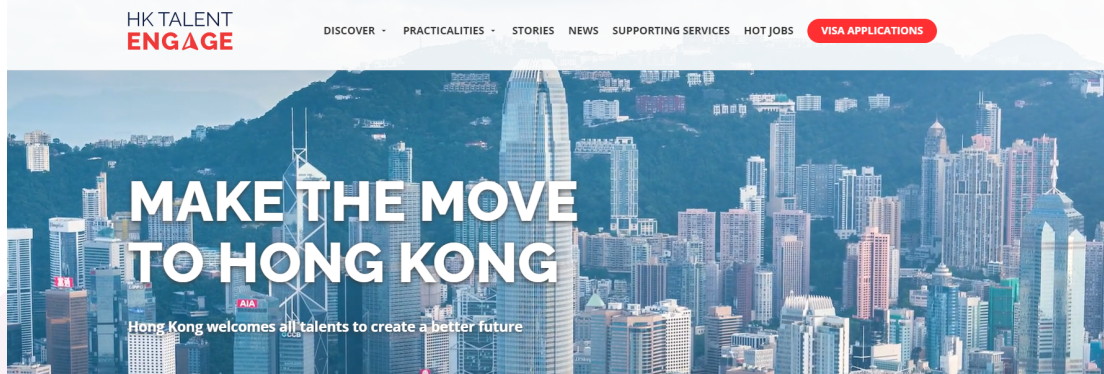 HK TALENT
ENGAGE
DISCOVER
PRACTICALITIES
STORIES
NEWS
SUPPORTING SERVICES
HOT JOBS
VISA APPLICATIONS
MAKE THE MOVE
TO HONG KONG
AIA
Hong Kong welcomes all talents to create a better future